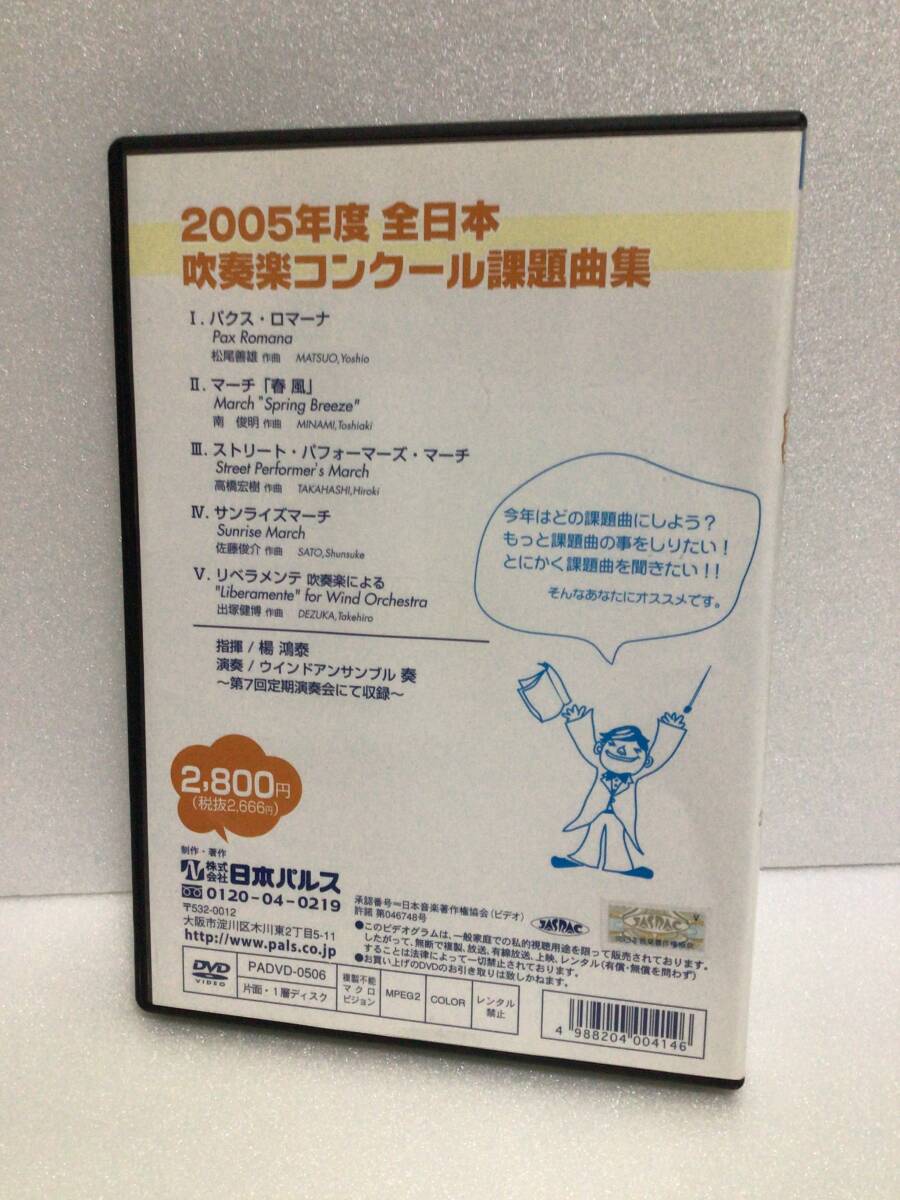 2005年度 全日本
吹奏楽コンクール課題曲集
Ⅰ. パクス・ロマーナ
Pax Romana
松尾善雄 作曲 MATSUO,Yoshio
Ⅱ. マーチ「春風」
March "Spring Breeze"
南 俊明 作曲 MINAMI,Toshiaki
Ⅲ. ストリート・パフォーマーズ・マーチ
Street Performer's March
高橋宏樹 作曲 TAKAHASHI,Hiroki
Ⅳ. サンライズマーチ
Sunrise March
佐藤俊介 作曲 SATO,Shunsuke
Ⅴ. リベラメンテ 吹奏楽による
"Liberamente" for Wind Orchestra
出塚健博 作曲 DEZUKA,Takehiro
指揮 / 楊 鴻泰
演奏 / ウインドアンサンブル 奏
～第7回定期演奏会にて収録～
今年はどの課題曲にしよう?
もっと課題曲の事をしりたい!
とにかく課題曲を聞きたい!!
そんなあなたにオススメです。
2,800円
(税抜2,666円)
制作・著作
株式会社 日本パルス
0120-04-0219
〒532-0012
大阪市淀川区木川東2丁目5-11
http://www.pals.co.jp
承認番号=日本音楽著作権協会(ビデオ)
許諾 第046748号
JASRAC
JASRAC
V
●このビデオグラムは、一般家庭での私的視聴用途を限って販売されております。
したがって、無断で複製、放送、有線放送、上映、レンタル(有償・無償を問わず)
することは法律によって一切禁止されております。
●お買い上げのDVDのお引き取りは致しかねます。
DVD VIDEO
PADVD-0506
片面・1層ディスク
複製不能
マクロ
ビジョン
MPEG2
COLOR
レンタル
禁止
4 988204 004146